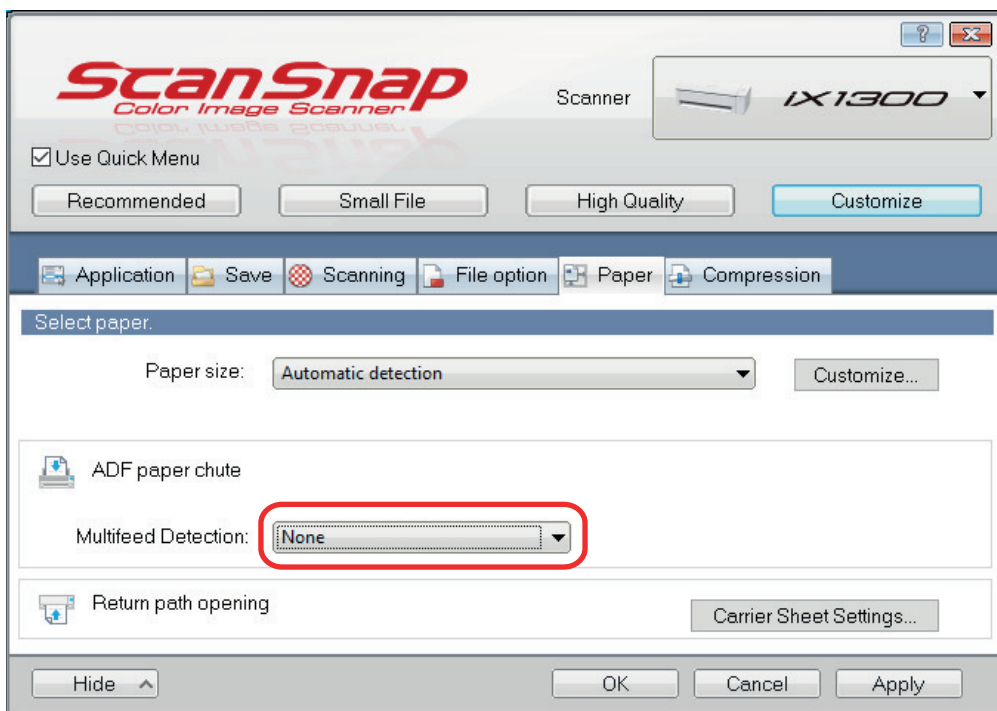 ScanSnap
Color Image Scanner
Scanner
iX1300
Use Quick Menu
Recommended Small File High Quality Customize
Application Save Scanning File option Paper Compression
Select paper.
Paper size: Automatic detection Customize...
ADF paper chute
Multifeed Detection: None
Return path opening
Carrier Sheet Settings...
Hide OK Cancel Apply